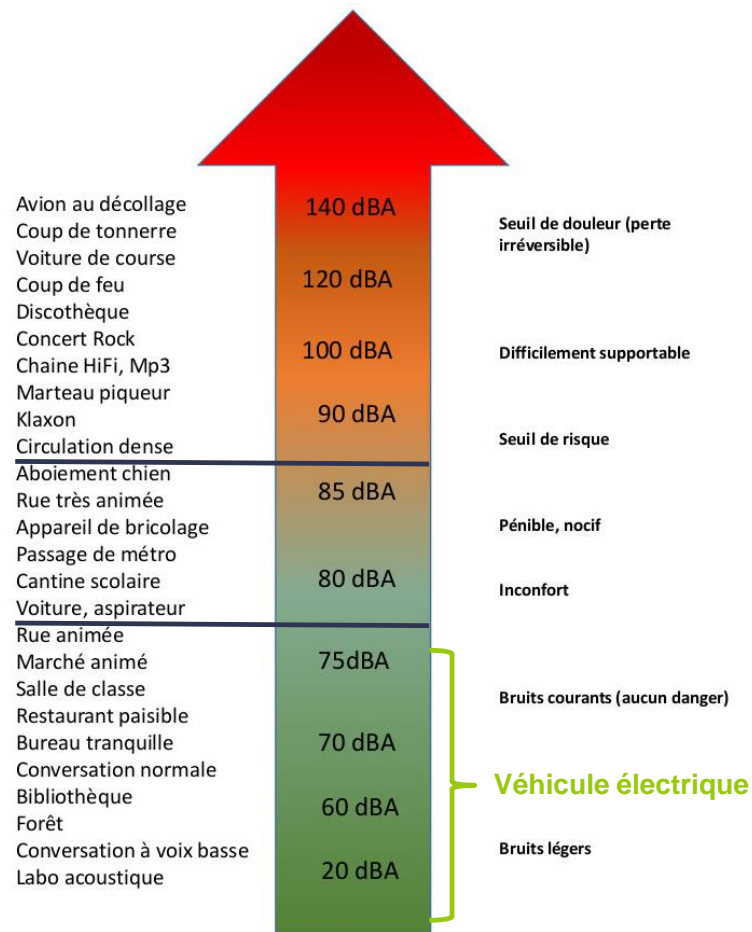 Avion au décollage
Coup de tonnerre
Voiture de course
Coup de feu
Discothèque
Concert Rock
Chaine HiFi, Mp3
Marteau piqueur
Klaxon
Circulation dense
Aboiement chien
Rue très animée
Appareil de bricolage
Passage de métro
Cantine scolaire
Voiture, aspirateur
Rue animée
Marché animé
Salle de classe
Restaurant paisible
Bureau tranquille
Conversation normale
Bibliothèque
Forêt
Conversation à voix basse
Labo acoustique
140 dBA
120 dBA
100 dBA
90 dBA
85 dBA
80 dBA
75dBA
70 dBA
60 dBA
20 dBA
Seuil de douleur (perte
irréversible)
Difficilement supportable
Seuil de risque
Pénible, nocif
Inconfort
Bruits courants (aucun danger)
Véhicule électrique
Bruits légers